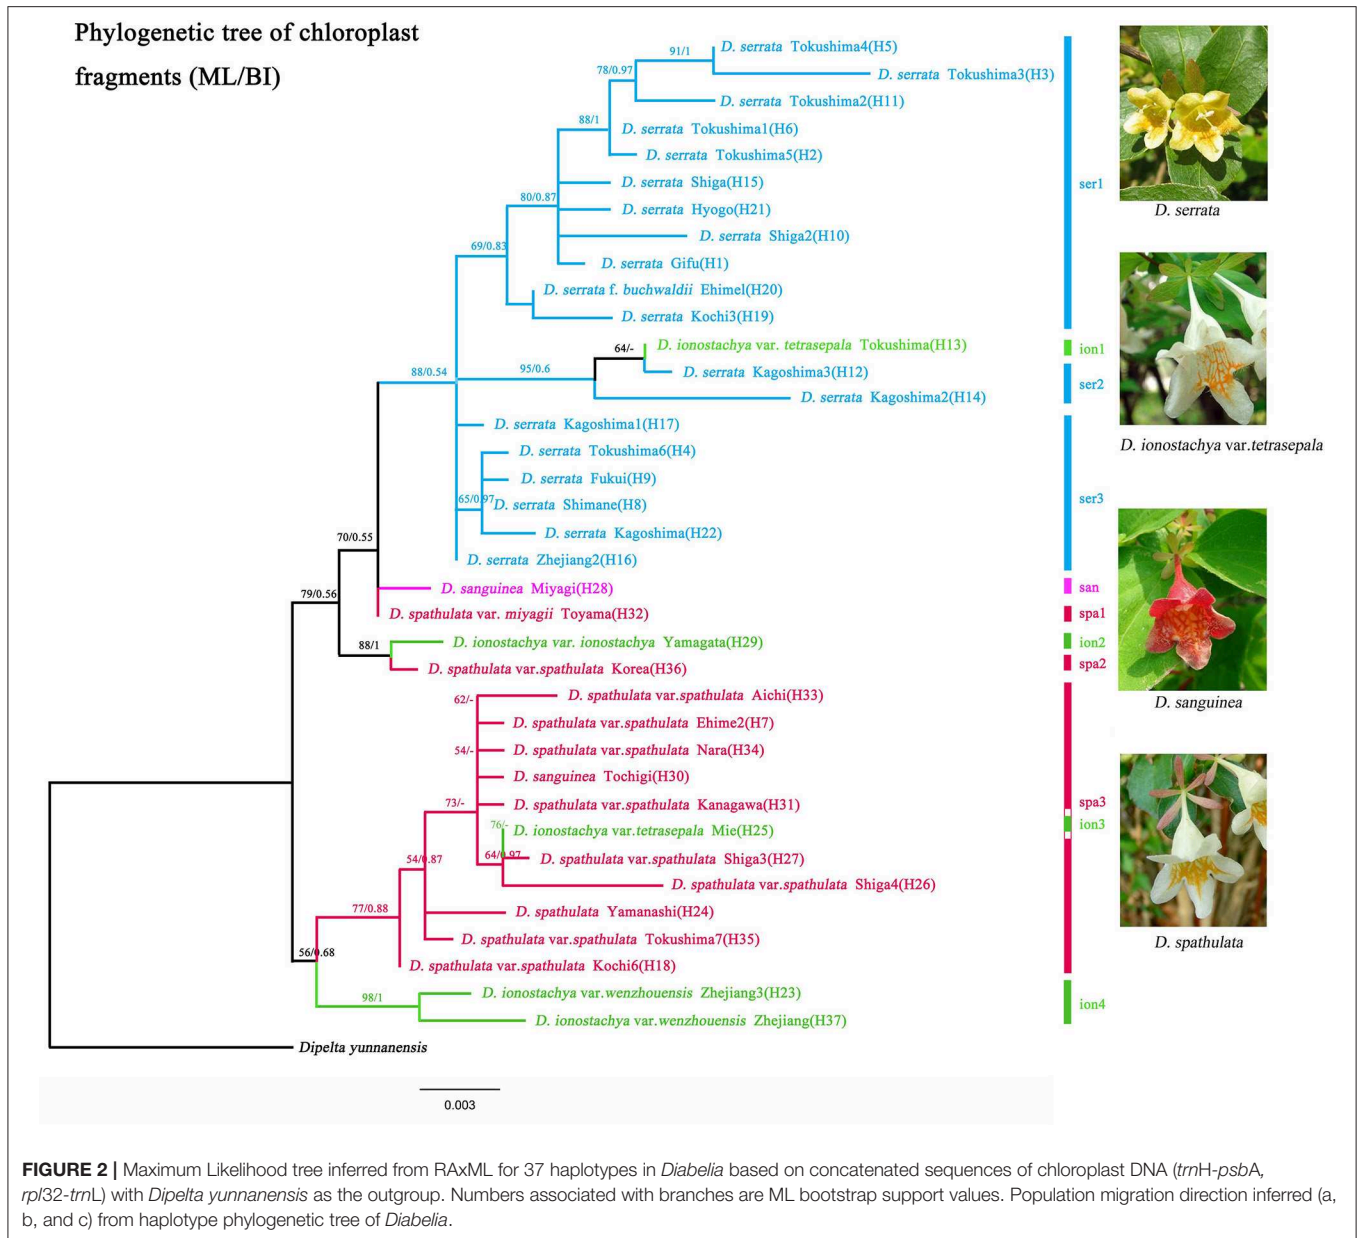 Phylogenetic tree of chloroplast
fragments (ML/BI)
91/1
D. serrata Tokushima4(H5)
78/0.97
D. serrata Tokushima3(H3)
D. serrata Tokushima2(H11)
88/1
D. serrata Tokushima1(H6)
D. serrata Tokushima5(H2)
D. serrata Shiga(H15)
ser1
80/0.87
D. serrata Hyogo(H21)
D. serrata
D. serrata Shiga2(H10)
69/0.83
D. serrata Gifu(H1)
D. serrata f. buchwaldii Ehimel(H20)
D. serrata Kochi3(H19)
64/-
D. ionostachya var. tetrasepala Tokushima(H13)
ion1
88/0.54
95/0.6
D. serrata Kagoshima3(H12)
ser2
D. serrata Kagoshima2(H14)
D. serrata Kagoshima1(H17)
D. ionostachya var.tetrasepala
D. serrata Tokushima6(H4)
D. serrata Fukui(H9)
65/0.97
D. serrata Shimane(H8)
ser3
D. serrata Kagoshima(H22)
70/0.55
D. serrata Zhejiang2(H16)
79/0.56
D. sanguinea Miyagi(H28)
san
D. spathulata var. miyagii Toyama(H32)
spa1
88/1
D. ionostachya var. ionostachya Yamagata(H29)
ion2
D. spathulata var.spathulata Korea(H36)
spa2
62/-
D. spathulata var.spathulata Aichi(H33)
D. sanguinea
D. spathulata var.spathulata Ehime2(H7)
54/-
D. spathulata var.spathulata Nara(H34)
D. sanguinea Tochigi(H30)
73/-
D. spathulata var.spathulata Kanagawa(H31)
spa3
76/-
D. ionostachya var.tetrasepala Mie(H25)
ion3
54/0.87
64/0.97
D. spathulata var.spathulata Shiga3(H27)
D. spathulata var.spathulata Shiga4(H26)
77/0.88
D. spathulata Yamanashi(H24)
D. spathulata var.spathulata Tokushima7(H35)
D. spathulata
56/0.68
D. spathulata var.spathulata Kochi6(H18)
98/1
D. ionostachya var.wenzhouensis Zhejiang3(H23)
ion4
D. ionostachya var.wenzhouensis Zhejiang(H37)
Dipelta yunnanensis
0.003
FIGURE 2 | Maximum Likelihood tree inferred from RAxML for 37 haplotypes in Diabelia based on concatenated sequences of chloroplast DNA (trnH-psbA,
rpl32-trnL) with Dipelta yunnanensis as the outgroup. Numbers associated with branches are ML bootstrap support values. Population migration direction inferred (a,
b, and c) from haplotype phylogenetic tree of Diabelia.